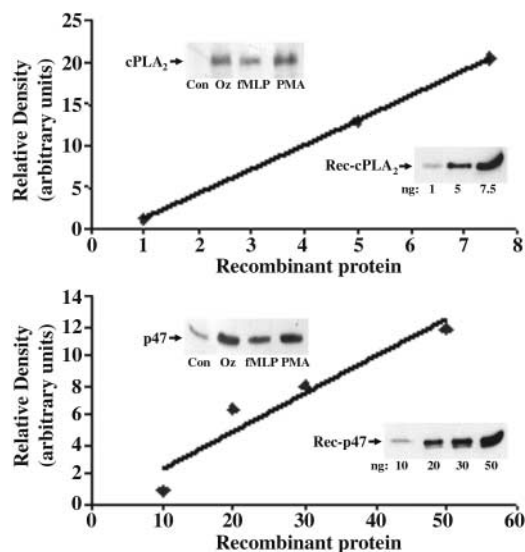 25
20
15
10
5
0
Relative Density
(arbitrary units)
cPLA₂
Con Oz fMLP PMA
Rec-cPLA₂
ng: 1 5 7.5
0 1 2 3 4 5 6 7 8
Recombinant protein
14
12
10
8
6
4
2
0
Relative Density
(arbitrary units)
p47
Con Oz fMLP PMA
Rec-p47
ng: 10 20 30 50
0 10 20 30 40 50 60
Recombinant protein